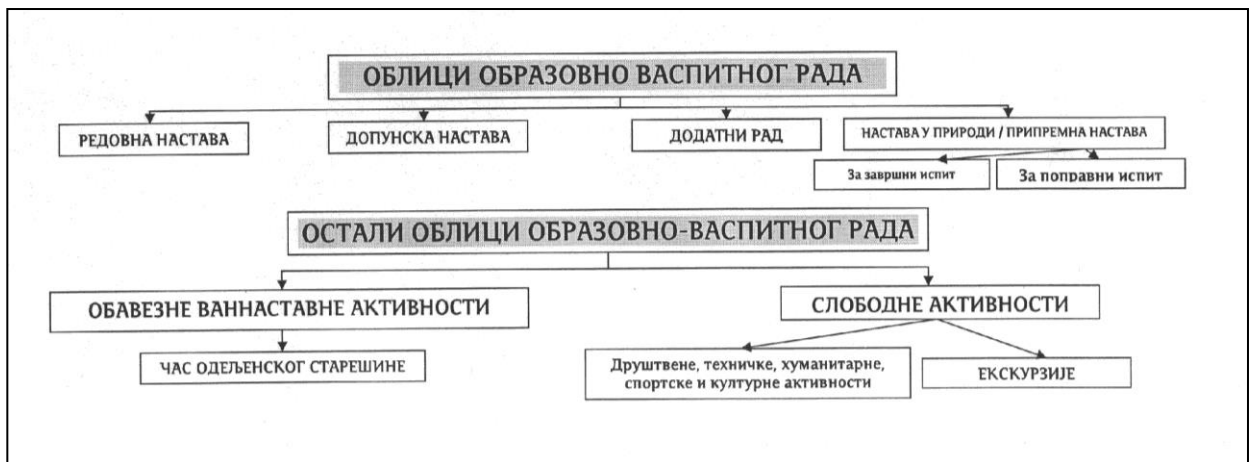 ОБЛИЦИ ОБРАЗОВНО ВАСПИТНОГ РАДА
РЕДОВНА НАСТАВА
ДОПУНСКА НАСТАВА
ДОДАТНИ РАД
НАСТАВА У ПРИРОДИ / ПРИПРЕМНА НАСТАВА
За завршни испит
За поправни испит
ОСТАЛИ ОБЛИЦИ ОБРАЗОВНО-ВАСПИТНОГ РАДА
ОБАВЕЗНЕ ВАННАСТАВНЕ АКТИВНОСТИ
СЛОБОДНЕ АКТИВНОСТИ
ЧАС ОДЕЉЕНСКОГ СТАРЕШИНЕ
Друштвене, техничке, хуманитарне,
спортске и културне активности
ЕКСКУРЗИЈЕ